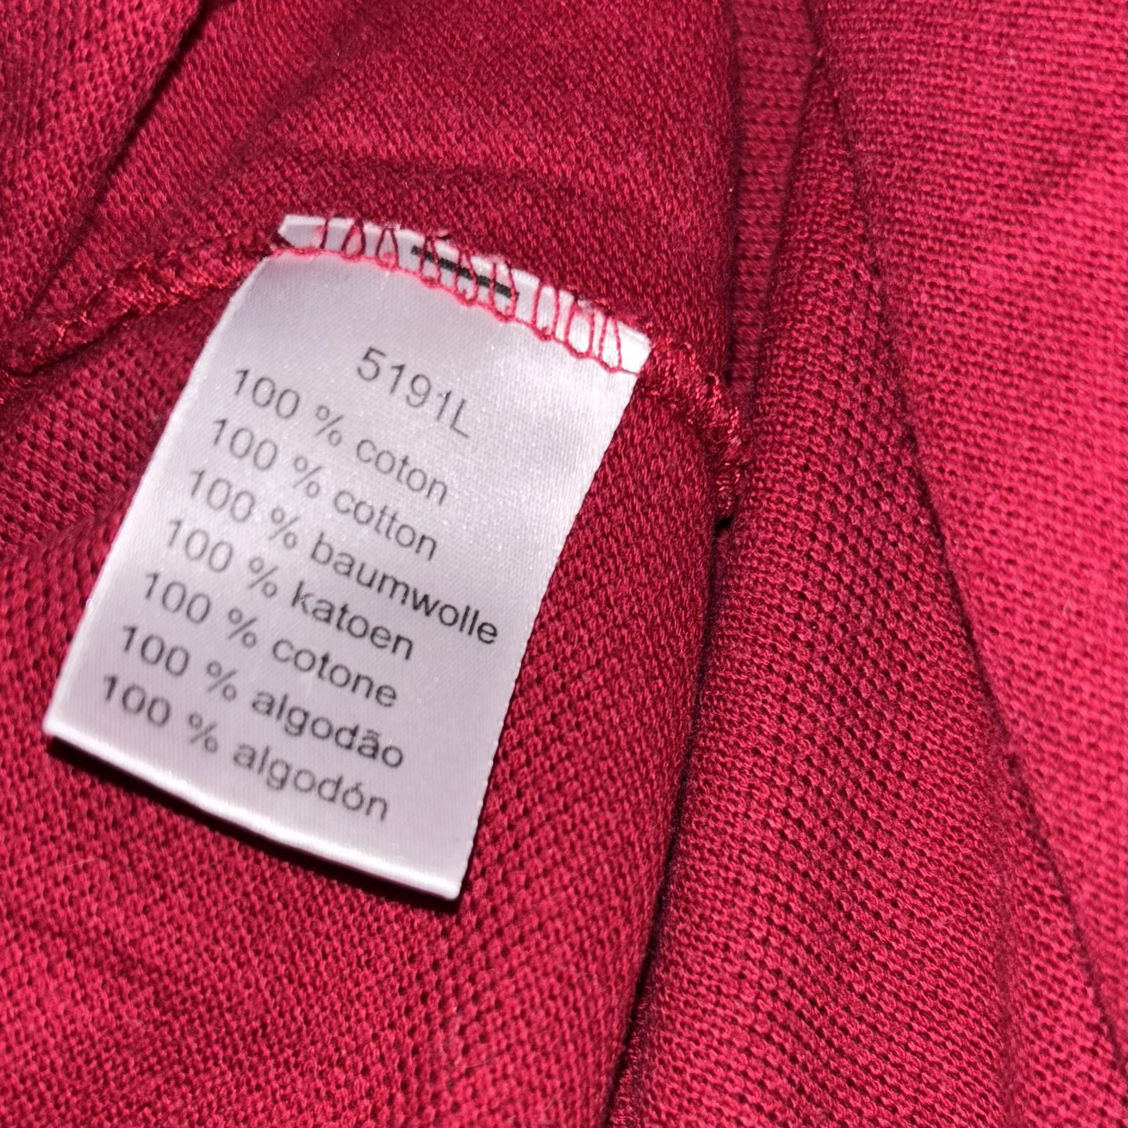 5191L
100 % coton
100 % cotton
100 % baumwolle
100 % katoen
100 % cotone
100 % algodão
100 % algodón